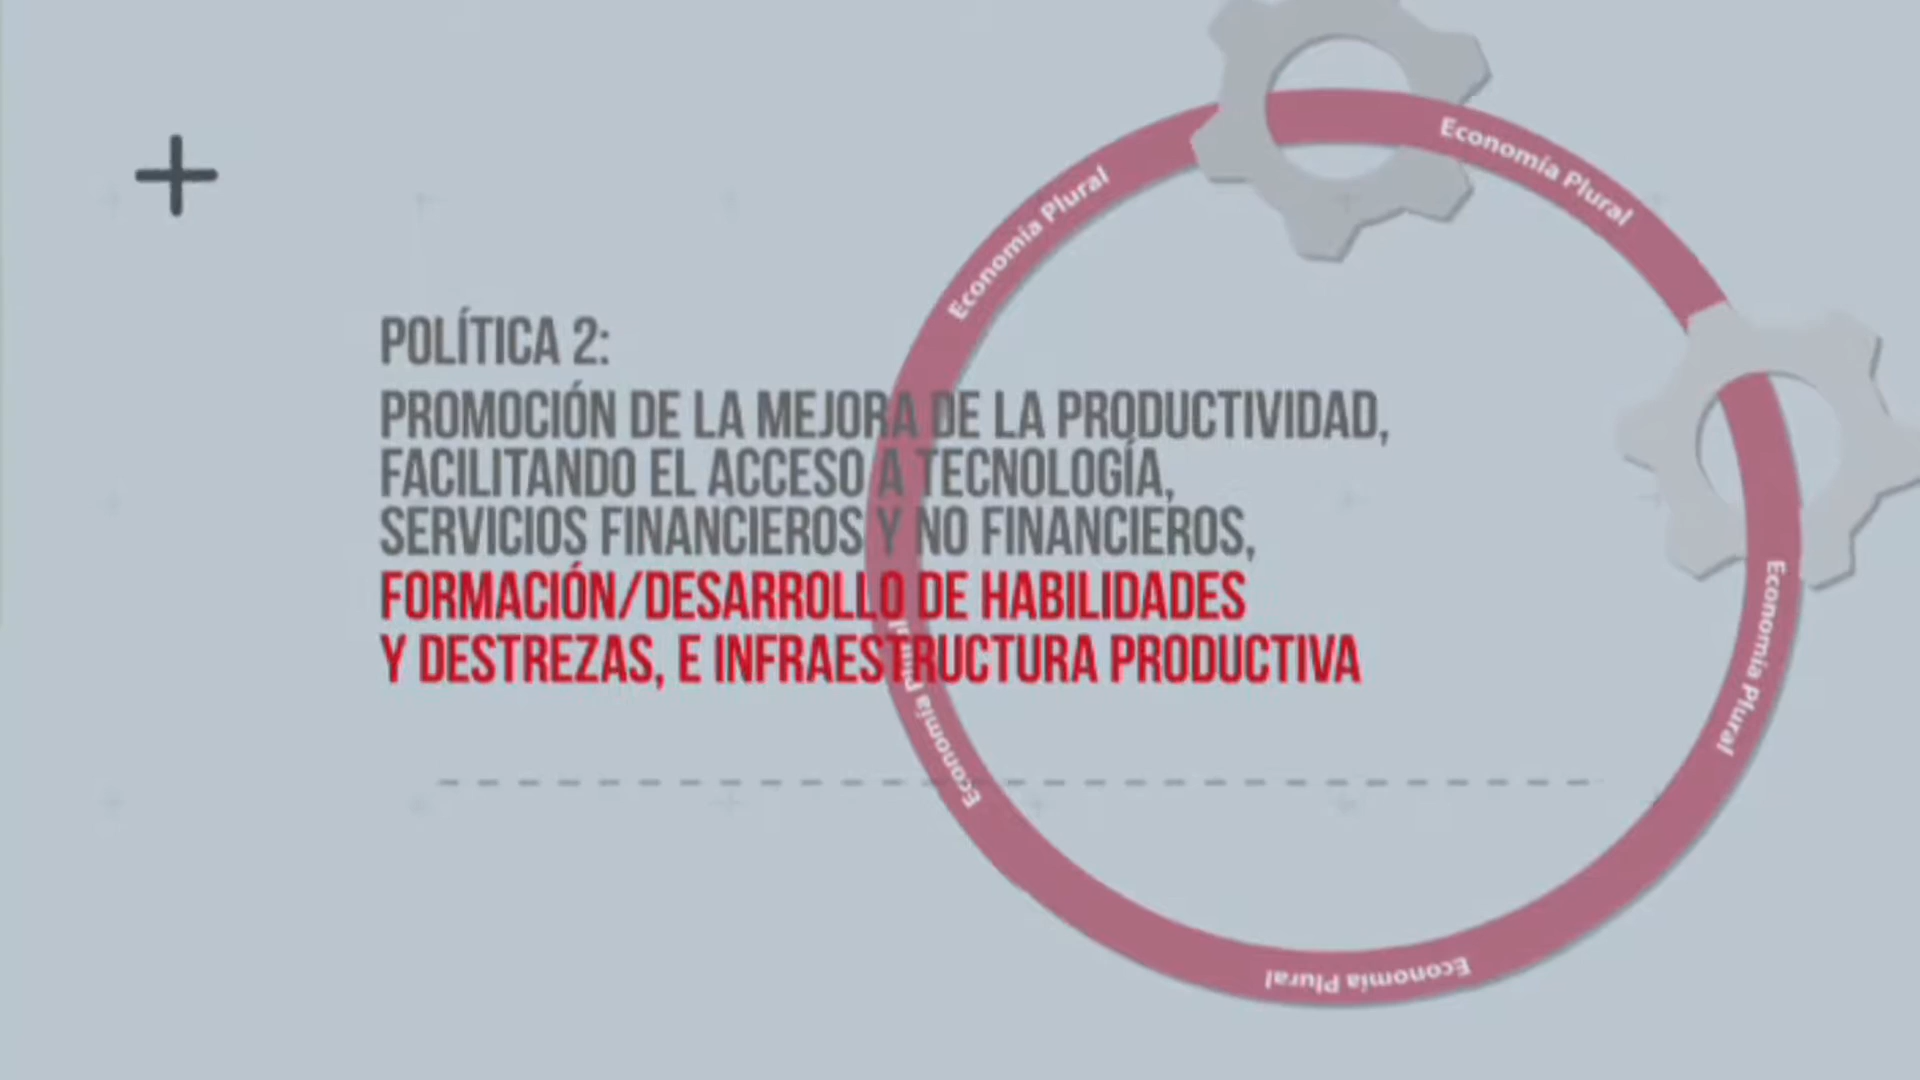 POLÍTICA 2:
PROMOCIÓN DE LA MEJORA DE LA PRODUCTIVIDAD,
FACILITANDO EL ACCESO A TECNOLOGÍA,
SERVICIOS FINANCIEROS Y NO FINANCIEROS,
FORMACIÓN/DESARROLLO DE HABILIDADES
Y DESTREZAS, E INFRAESTRUCTURA PRODUCTIVA
Economía Plural
Economía Plural
Economía Plural
Economía Plural
Economía Plural